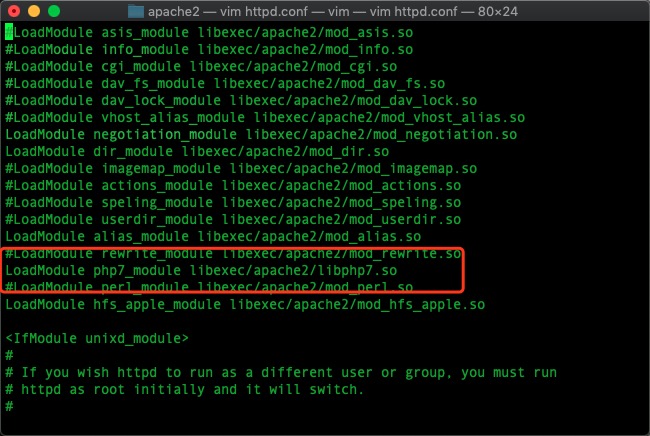 apache2 — vim httpd.conf — vim — vim httpd.conf — 80×24
#LoadModule asis_module libexec/apache2/mod_asis.so
#LoadModule info_module libexec/apache2/mod_info.so
#LoadModule cgi_module libexec/apache2/mod_cgi.so
#LoadModule dav_fs_module libexec/apache2/mod_dav_fs.so
#LoadModule dav_lock_module libexec/apache2/mod_dav_lock.so
#LoadModule vhost_alias_module libexec/apache2/mod_vhost_alias.so
LoadModule negotiation_module libexec/apache2/mod_negotiation.so
LoadModule dir_module libexec/apache2/mod_dir.so
#LoadModule imagemap_module libexec/apache2/mod_imagemap.so
#LoadModule actions_module libexec/apache2/mod_actions.so
#LoadModule speling_module libexec/apache2/mod_speling.so
#LoadModule userdir_module libexec/apache2/mod_userdir.so
LoadModule alias_module libexec/apache2/mod_alias.so
#LoadModule rewrite_module libexec/apache2/mod_rewrite.so
LoadModule php7_module libexec/apache2/libphp7.so
#LoadModule perl_module libexec/apache2/mod_perl.so
LoadModule hfs_apple_module libexec/apache2/mod_hfs_apple.so
<IfModule unixd_module>
#
# If you wish httpd to run as a different user or group, you must run
# httpd as root initially and it will switch.
#